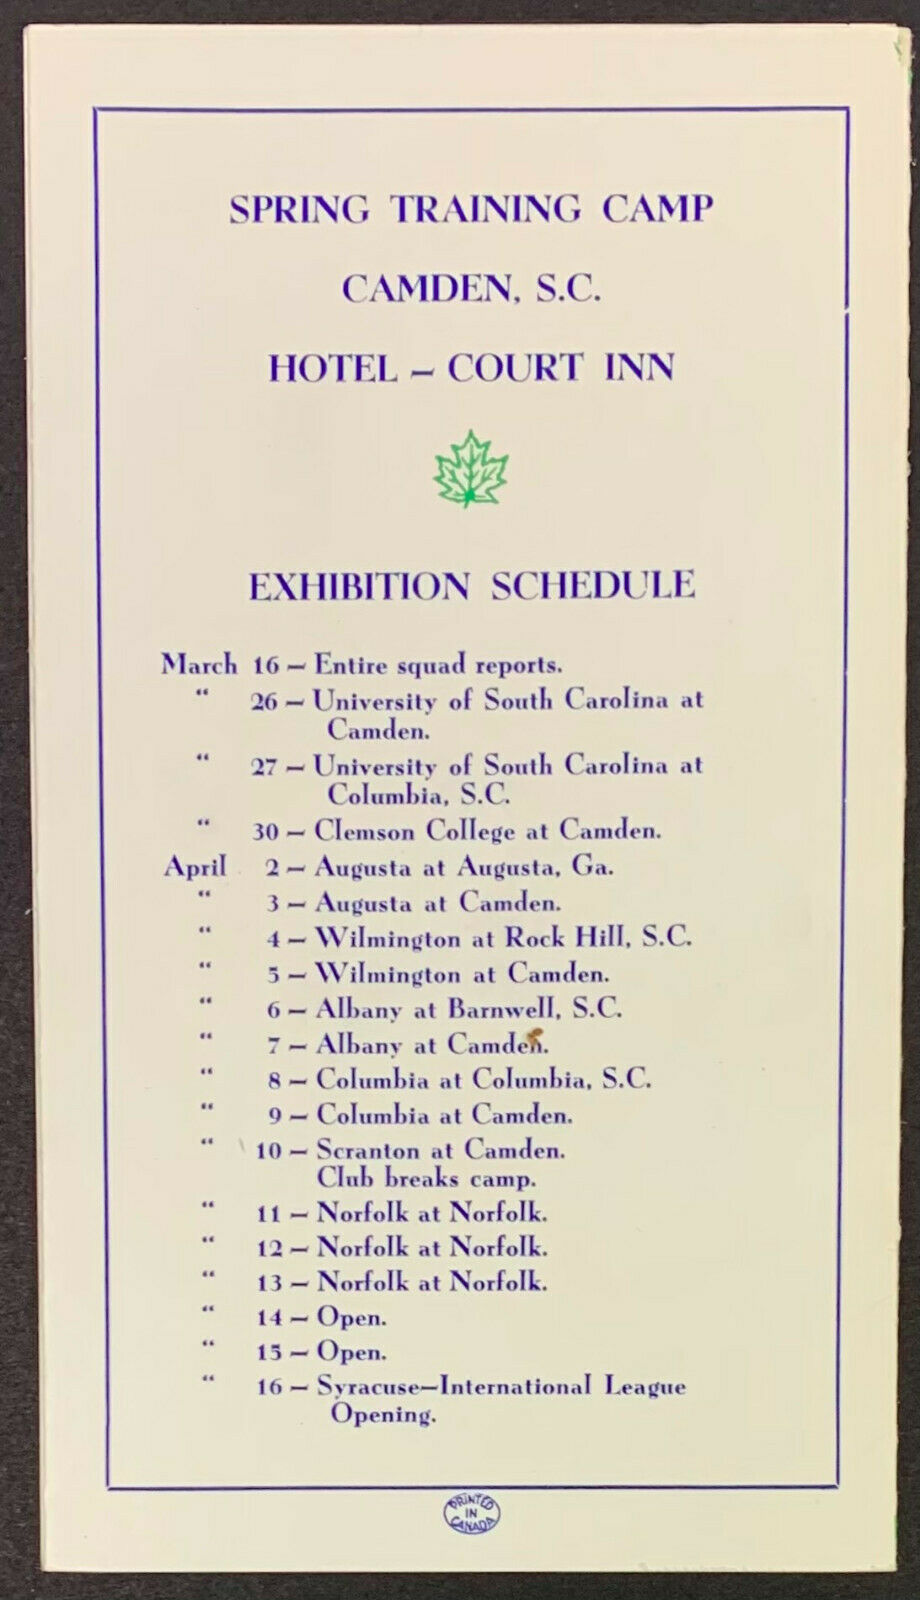 SPRING TRAINING CAMP
CAMDEN, S.C.
HOTEL – COURT INN
EXHIBITION SCHEDULE
March 16 – Entire squad reports.
“ 26 – University of South Carolina at
Camden.
“ 27 – University of South Carolina at
Columbia, S.C.
“ 30 – Clemson College at Camden.
April 2 – Augusta at Augusta, Ga.
“ 3 – Augusta at Camden.
“ 4 – Wilmington at Rock Hill, S.C.
“ 5 – Wilmington at Camden.
“ 6 – Albany at Barnwell, S.C.
“ 7 – Albany at Camden.
“ 8 – Columbia at Columbia, S.C.
“ 9 – Columbia at Camden.
“ 10 – Scranton at Camden.
Club breaks camp.
“ 11 – Norfolk at Norfolk.
“ 12 – Norfolk at Norfolk.
“ 13 – Norfolk at Norfolk.
“ 14 – Open.
“ 15 – Open.
“ 16 – Syracuse–International League
Opening.
PRINTED
IN
CANADA